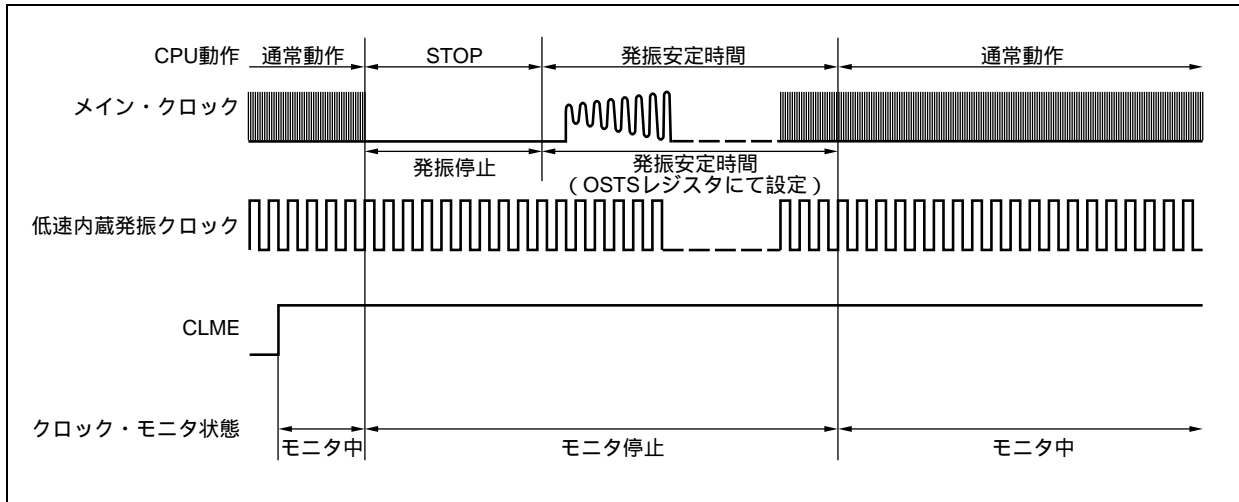 CPU動作 通常動作 STOP 発振安定時間 通常動作
メイン・クロック
発振停止 発振安定時間
（OSTSレジスタにて設定）
低速内蔵発振クロック
CLME
クロック・モニタ状態
モニタ中 モニタ停止 モニタ中